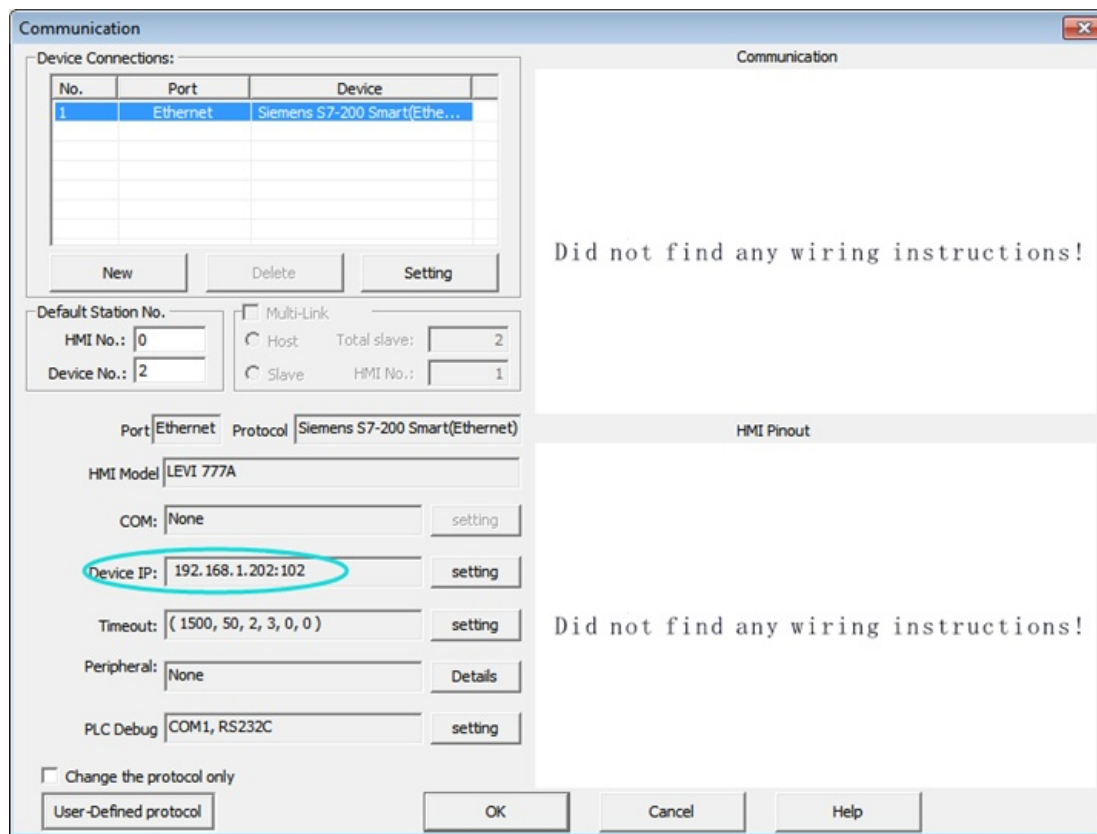 Communication
Device Connections:
No. Port Device
1 Ethernet Siemens S7-200 Smart(Ethe...
New Delete Setting
Default Station No.
HMI No.: 0
Device No.: 2
Multi-Link
Host Total slave: 2
Slave HMI No.: 1
Port Ethernet Protocol Siemens S7-200 Smart(Ethernet)
HMI Model LEVI 777A
COM: None setting
Device IP: 192.168.1.202:102 setting
Timeout: ( 1500, 50, 2, 3, 0, 0 ) setting
Peripheral: None Details
PLC Debug COM1, RS232C setting
Change the protocol only
User-Defined protocol OK Cancel Help
Communication
Did not find any wiring instructions!
HMI Pinout
Did not find any wiring instructions!